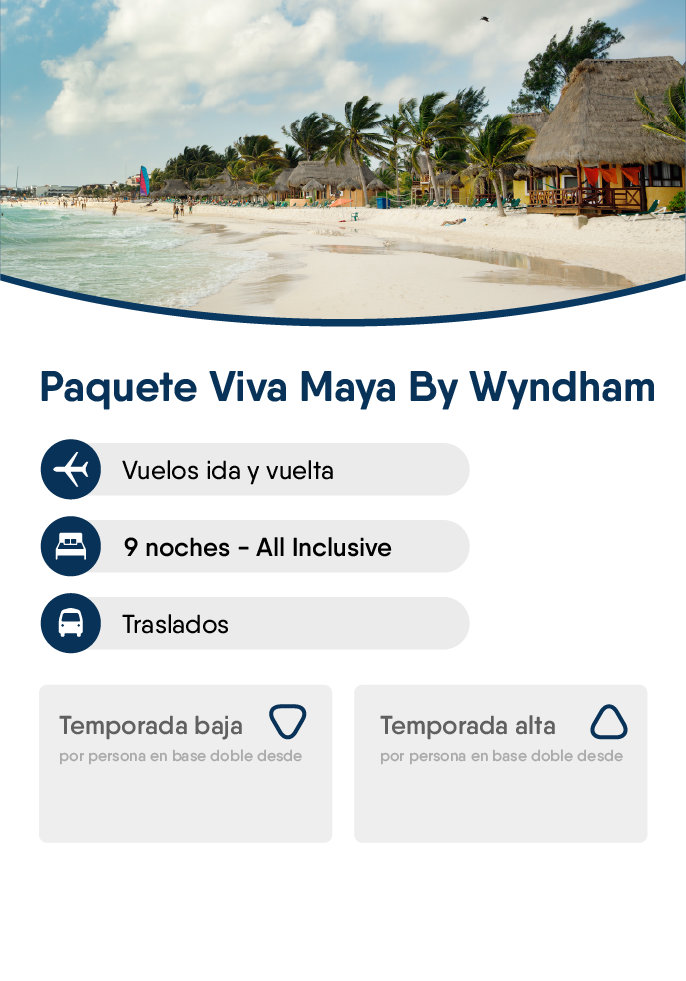 Paquete Viva Maya By Wyndham
Vuelos ida y vuelta
9 noches - All Inclusive
Traslados
Temporada baja
por persona en base doble desde
Temporada alta
por persona en base doble desde